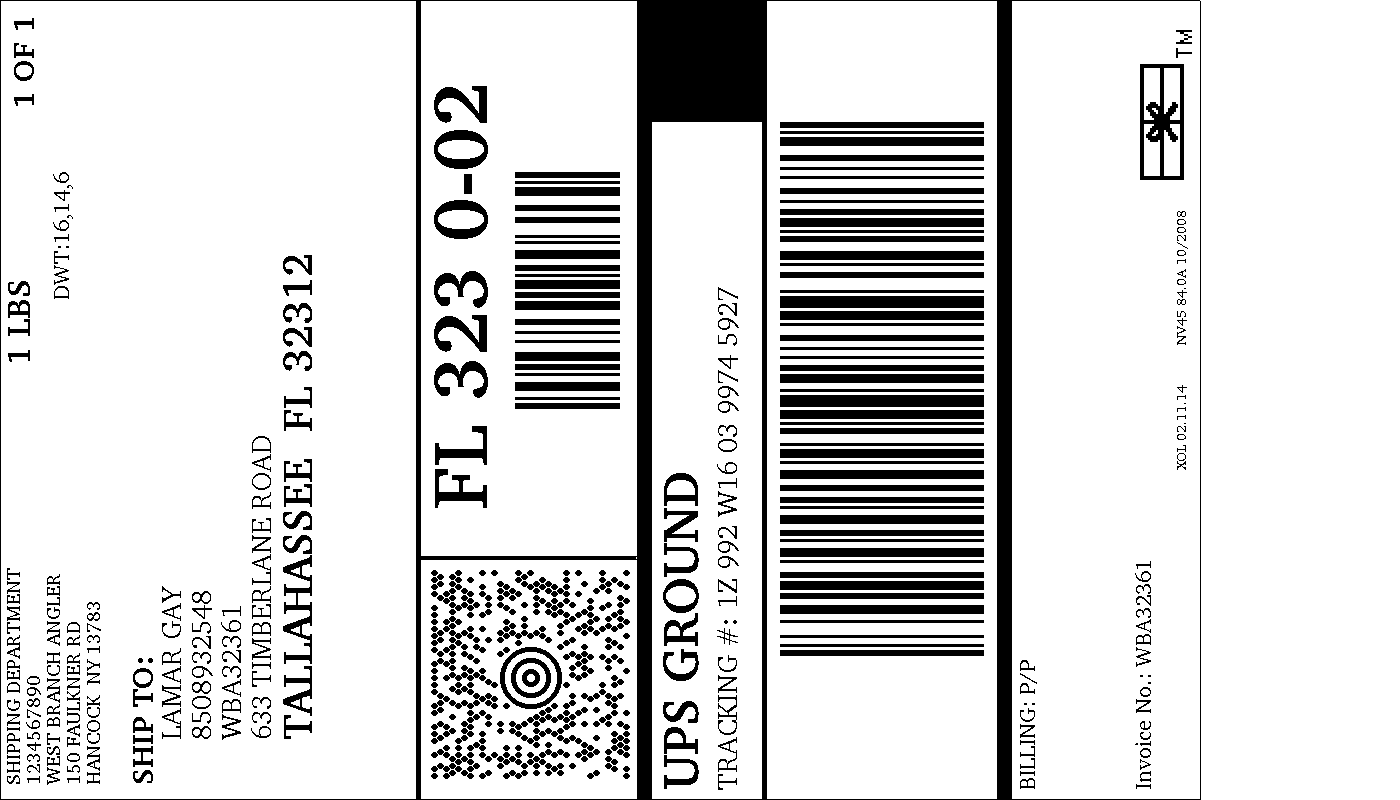 SHIPPING DEPARTMENT
1234567890
WEST BRANCH ANGLER
150 FAULKNER RD
HANCOCK NY 13783
1 LBS
1 OF 1
DWT:16,14,6
SHIP TO:
LAMAR GAY
8508932548
WBA32361
633 TIMBERLANE ROAD
TALLAHASSEE FL 32312
FL 323 0-02
UPS GROUND
TRACKING #: 1Z 992 W16 03 9974 5927
BILLING: P/P
Invoice No.: WBA32361
XOL 02.11.14 NV45 84.0A 10/2008
TM